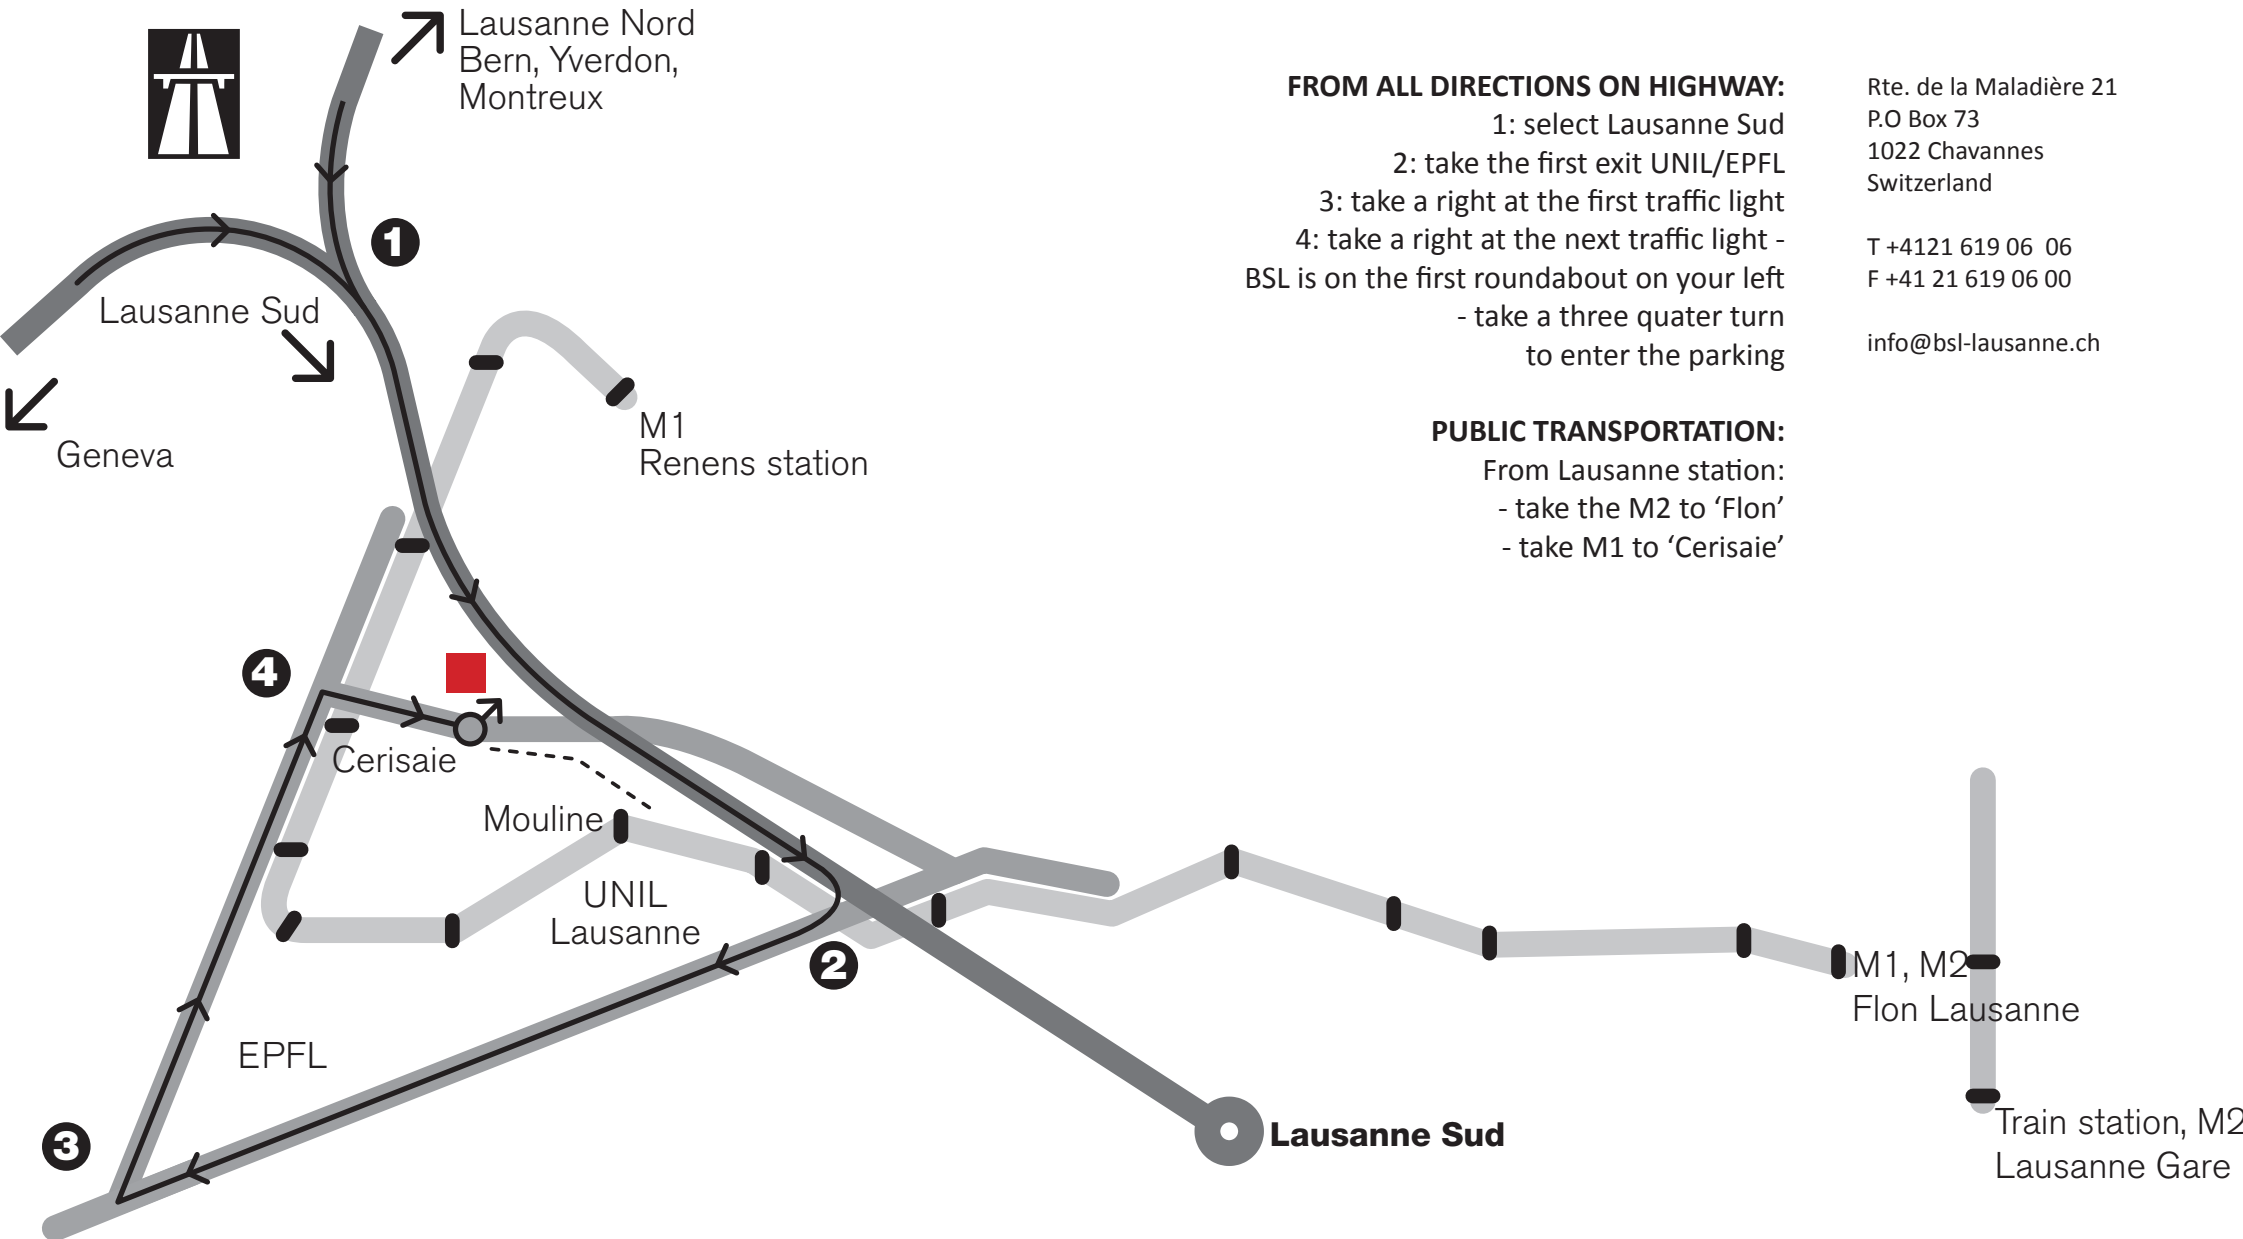 Lausanne Nord
Bern, Yverdon,
Montreux
FROM ALL DIRECTIONS ON HIGHWAY:
1: select Lausanne Sud
2: take the first exit UNIL/EPFL
3: take a right at the first traffic light
4: take a right at the next traffic light -
BSL is on the first roundabout on your left
- take a three quater turn
to enter the parking
PUBLIC TRANSPORTATION:
From Lausanne station:
- take the M2 to ‘Flon’
- take M1 to ‘Cerisaie’
Rte. de la Maladière 21
P.O Box 73
1022 Chavannes
Switzerland
T +4121 619 06  06
F +41 21 619 06 00
info@bsl-lausanne.ch
1
Lausanne Sud
Geneva
M1
Renens station
4
Cerisaie
Mouline
UNIL
Lausanne
2
M1, M2
Flon Lausanne
EPFL
3
Lausanne Sud
Train station, M2
Lausanne Gare